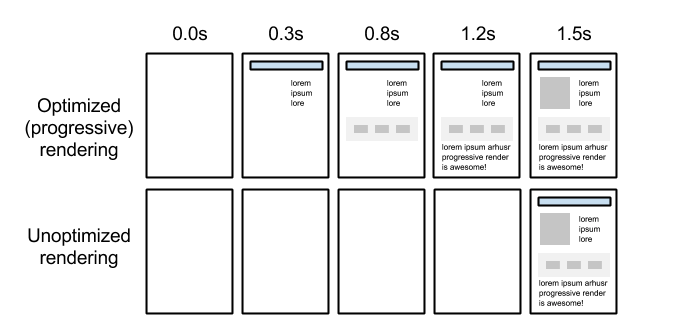 0.0s 0.3s 0.8s 1.2s 1.5s
Optimized
(progressive)
rendering
lorem
ipsum
lore
lorem
ipsum
lore
lorem
ipsum
lore
lorem ipsum arhusr
progressive render
is awesome!
lorem
ipsum
lore
lorem ipsum arhusr
progressive render
is awesome!
Unoptimized
rendering
lorem
ipsum
lore
lorem ipsum arhusr
progressive render
is awesome!